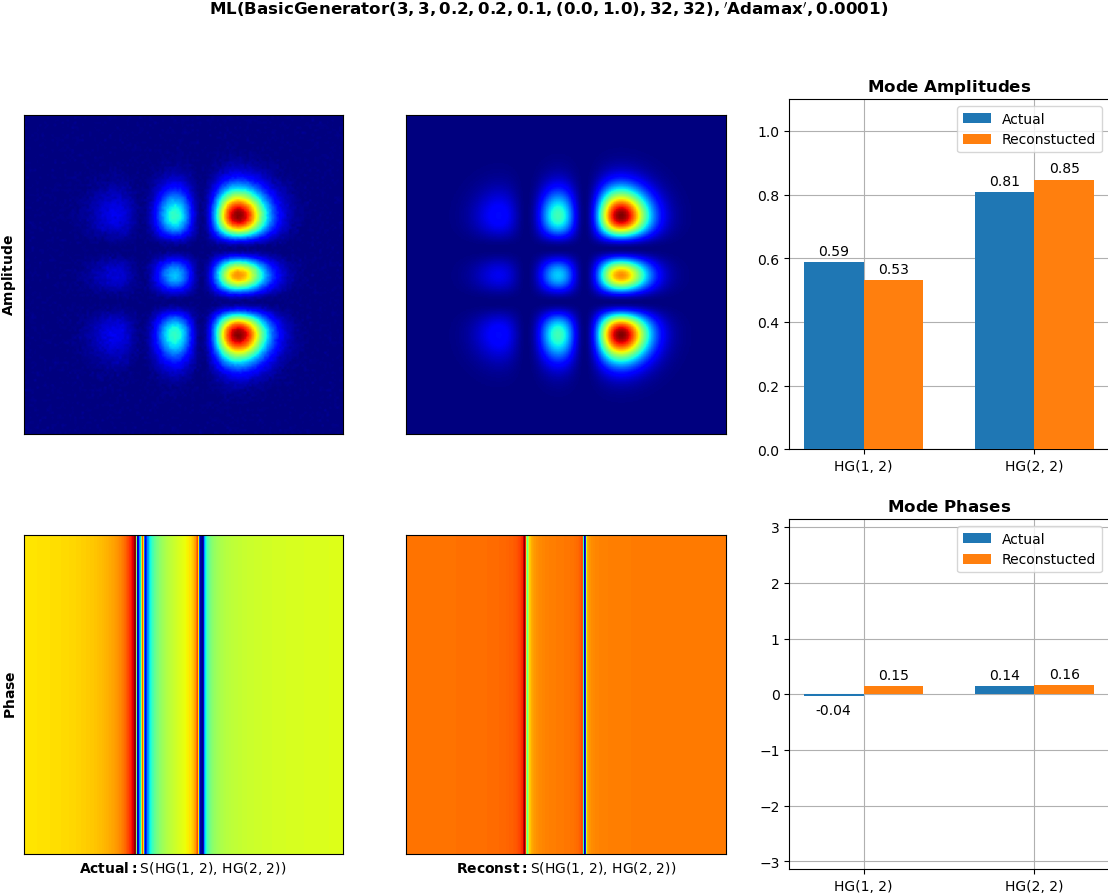 ML(BasicGenerator(3, 3, 0.2, 0.2, 0.1, (0.0, 1.0), 32, 32), ′Adamax′, 0.0001)
Mode Amplitudes
Amplitude
1.0
0.8
0.6
0.4
0.2
0.0
Actual
Reconstucted
0.59
0.53
0.81
0.85
HG(1, 2)
HG(2, 2)
Mode Phases
Phase
3
2
1
0
−1
−2
−3
Actual
Reconstucted
-0.04
0.15
0.14
0.16
HG(1, 2)
HG(2, 2)
Actual: S(HG(1, 2), HG(2, 2))
Reconst: S(HG(1, 2), HG(2, 2))